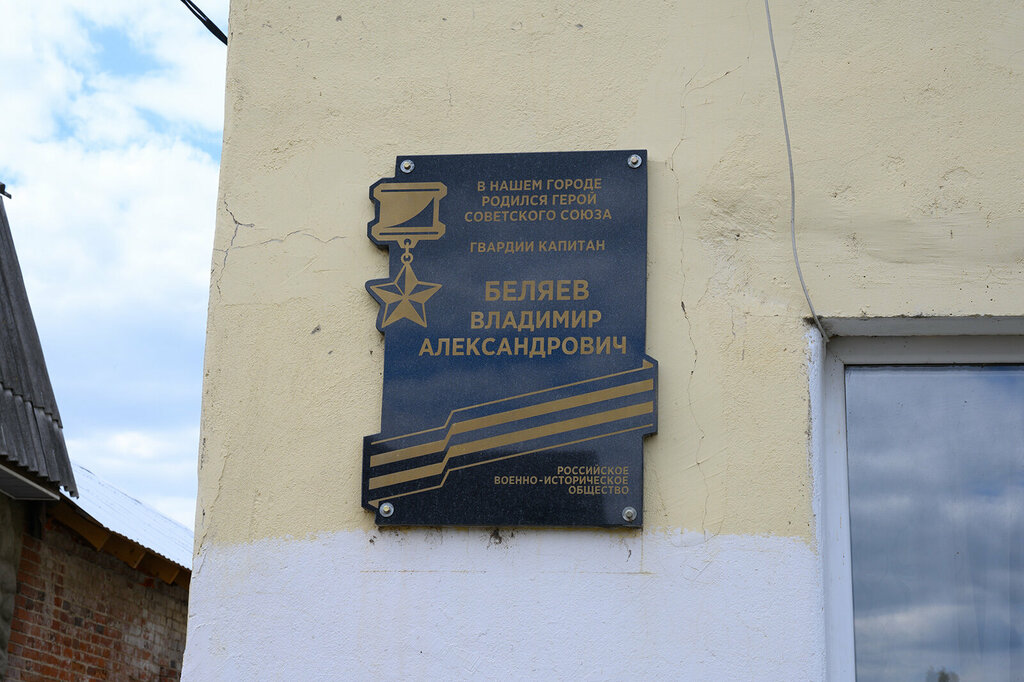 В НАШЕМ ГОРОДЕ
РОДИЛСЯ ГЕРОЙ
СОВЕТСКОГО СОЮЗА
ГВАРДИИ КАПИТАН
БЕЛЯЕВ
ВЛАДИМИР
АЛЕКСАНДРОВИЧ
РОССИЙСКОЕ
ВОЕННО-ИСТОРИЧЕСКОЕ
ОБЩЕСТВО